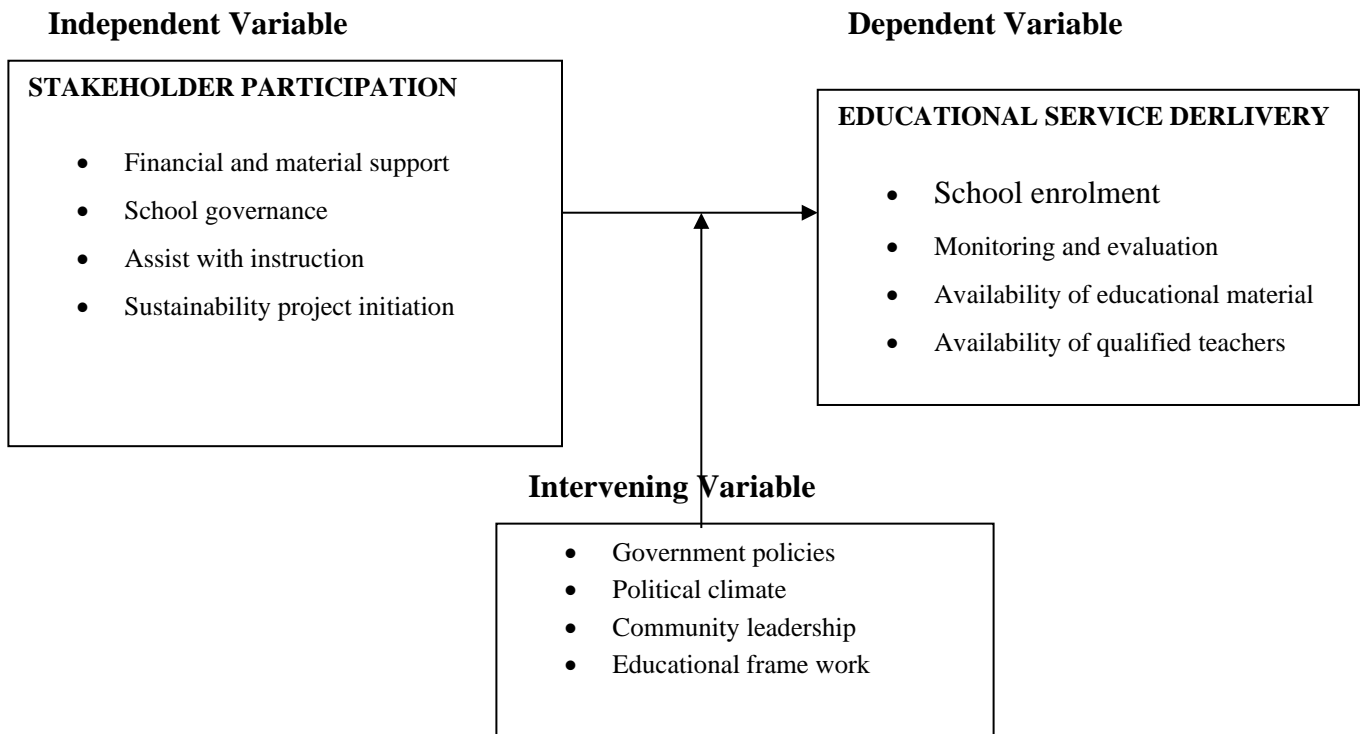 Independent Variable
Dependent Variable
STAKEHOLDER PARTICIPATION
• Financial and material support
• School governance
• Assist with instruction
• Sustainability project initiation
EDUCATIONAL SERVICE DERLIVERY
• School enrolment
• Monitoring and evaluation
• Availability of educational material
• Availability of qualified teachers
Intervening Variable
• Government policies
• Political climate
• Community leadership
• Educational frame work